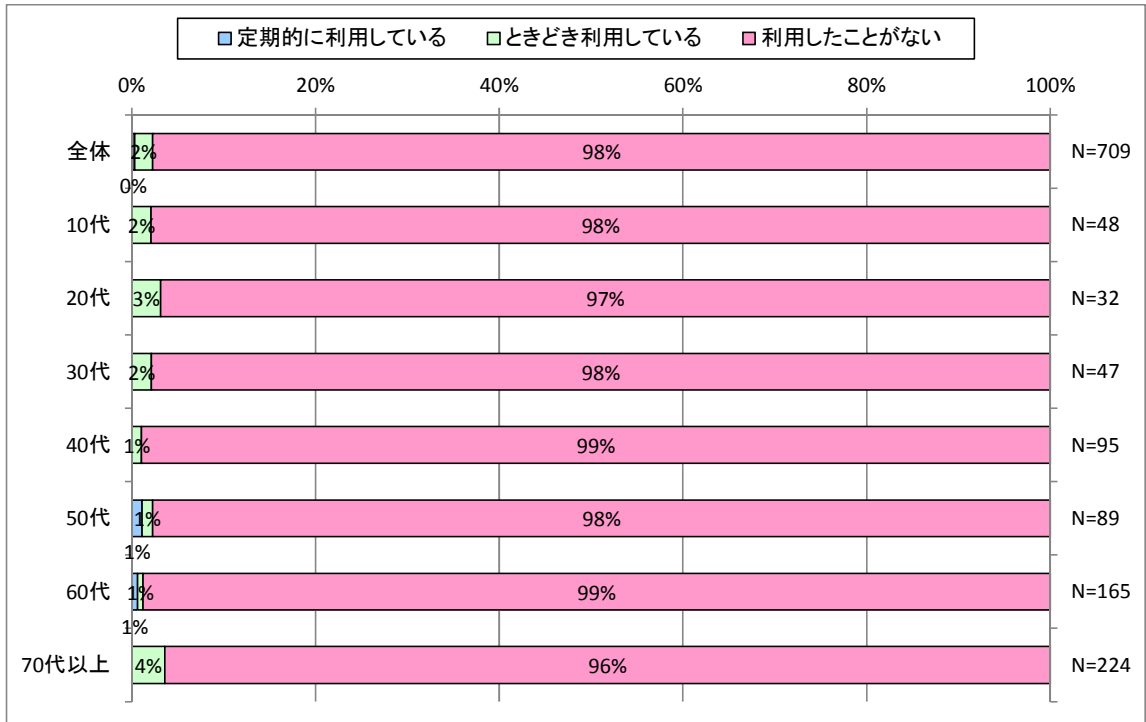 定期的に利用している ときどき利用している 利用したことがない
0% 20% 40% 60% 80% 100%
全体 2% 98% N=709
0%
10代 2% 98% N=48
20代 3% 97% N=32
30代 2% 98% N=47
40代 1% 99% N=95
50代 1% 98% N=89
1%
60代 1% 99% N=165
1%
70代以上 4% 96% N=224